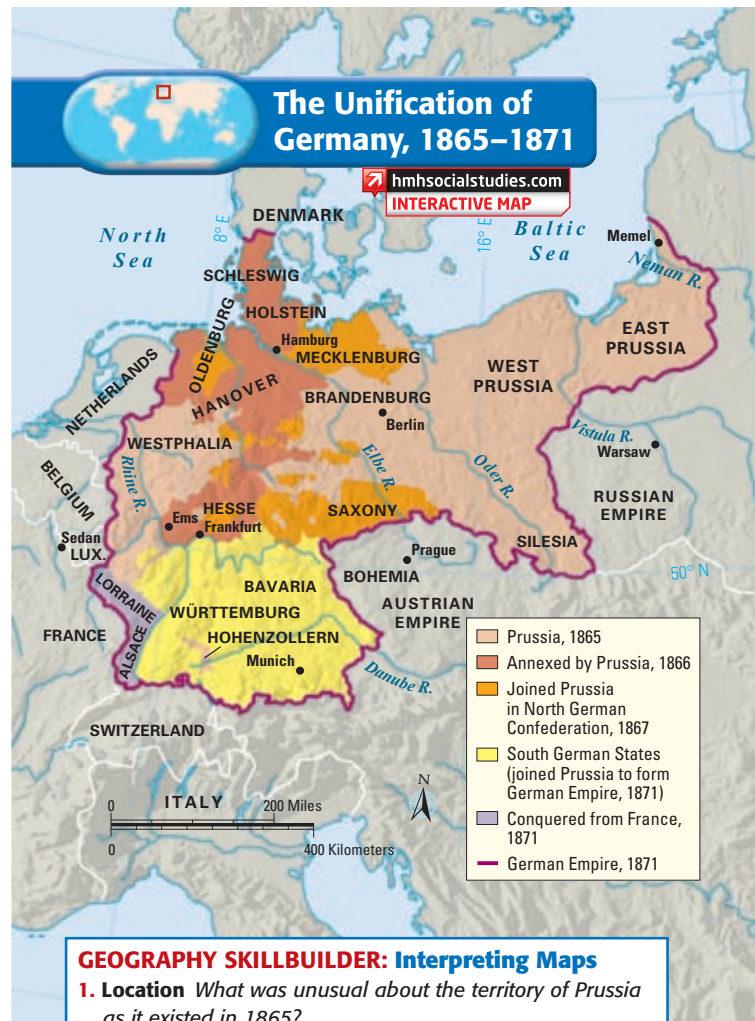 The Unification of
Germany, 1865–1871
hmhsocialstudies.com
INTERACTIVE MAP
DENMARK
North
Sea
8° E
16° E
Baltic
Sea
Memel
Neman R.
SCHLESWIG
HOLSTEIN
EAST
PRUSSIA
OLDENBURG
Hamburg
MECKLENBURG
WEST
PRUSSIA
NETHERLANDS
HANOVER
BRANDENBURG
Berlin
WESTPHALIA
Vistula R.
Warsaw
BELGIUM
Rhine R.
Elbe R.
Oder R.
RUSSIAN
EMPIRE
HESSE
SAXONY
Ems
Frankfurt
Sedan
LUX.
SILESIA
Prague
BOHEMIA
50° N
LORRAINE
BAVARIA
AUSTRIAN
EMPIRE
WÜRTTEMBURG
FRANCE
ALSACE
HOHENZOLLERN
Munich
Danube R.
SWITZERLAND
ITALY
0
200 Miles
0
400 Kilometers
N
Prussia, 1865
Annexed by Prussia, 1866
Joined Prussia
in North German
Confederation, 1867
South German States
(joined Prussia to form
German Empire, 1871)
Conquered from France,
1871
German Empire, 1871
GEOGRAPHY SKILLBUILDER: Interpreting Maps
1. Location What was unusual about the territory of Prussia
as it existed in 1865?